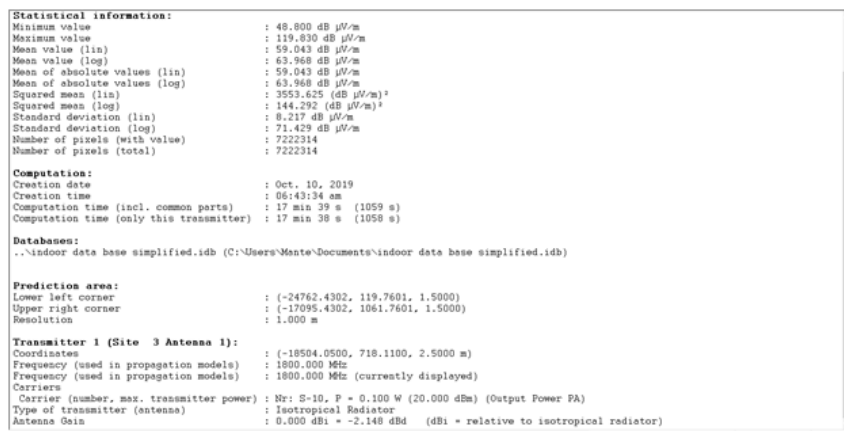 Statistical information:
Minimum value : 48.800 dB µV/m
Maximum value : 119.830 dB µV/m
Mean value (lin) : 59.043 dB µV/m
Mean value (log) : 63.968 dB µV/m
Mean of absolute values (lin) : 59.043 dB µV/m
Mean of absolute values (log) : 63.968 dB µV/m
Squared mean (lin) : 3553.625 (dB µV/m)²
Squared mean (log) : 144.292 (dB µV/m)²
Standard deviation (lin) : 8.217 dB µV/m
Standard deviation (log) : 71.429 dB µV/m
Number of pixels (with value) : 7222314
Number of pixels (total) : 7222314
Computation:
Creation date : Oct. 10, 2019
Creation time : 06:43:34 am
Computation time (incl. common parts) : 17 min 39 s (1059 s)
Computation time (only this transmitter) : 17 min 38 s (1058 s)
Databases:
..\indoor data base simplified.idb (C:\Users\Mante\Documents\indoor data base simplified.idb)
Prediction area:
Lower left corner : (-24762.4302, 119.7601, 1.5000)
Upper right corner : (-17095.4302, 1061.7601, 1.5000)
Resolution : 1.000 m
Transmitter 1 (Site 3 Antenna 1):
Coordinates : (-18504.0500, 718.1100, 2.5000 m)
Frequency (used in propagation models) : 1800.000 MHz
Frequency (used in propagation models) : 1800.000 MHz (currently displayed)
Carriers
Carrier (number, max. transmitter power) : Nr: S-10, P = 0.100 W (20.000 dBm) (Output Power PA)
Type of transmitter (antenna) : Isotropical Radiator
Antenna Gain : 0.000 dBi = -2.148 dBd (dBi = relative to isotropical radiator)